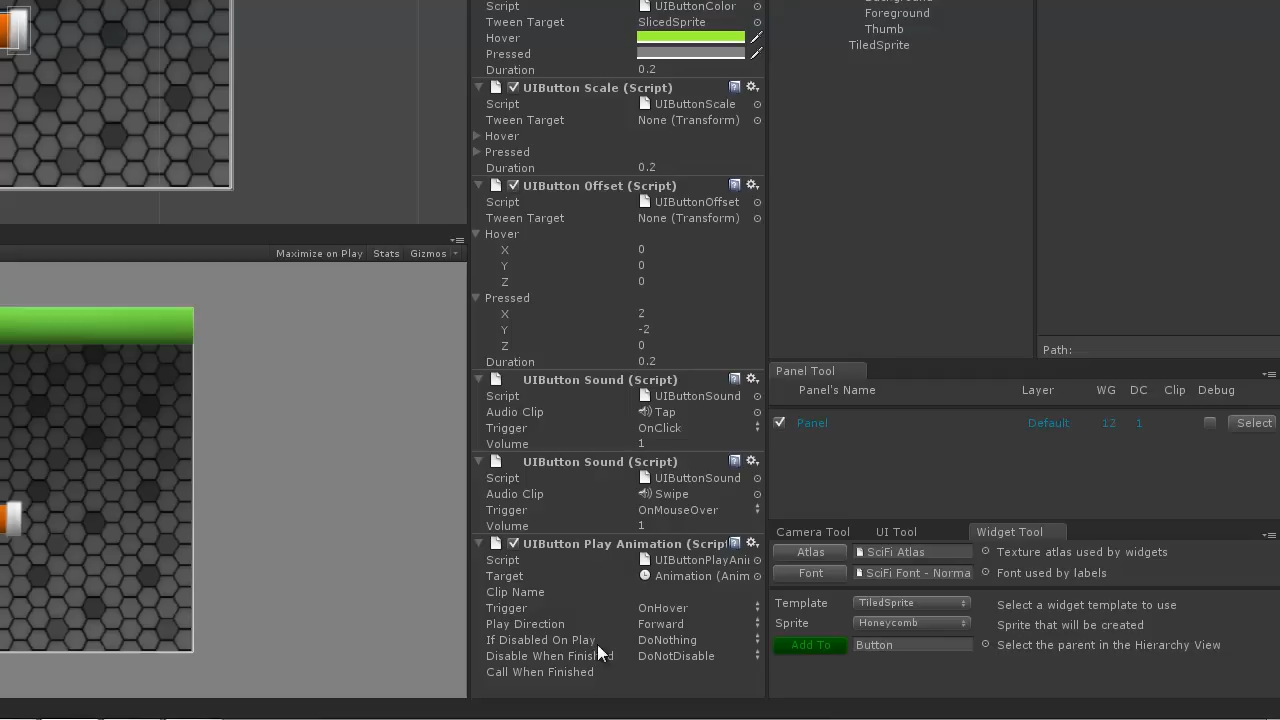 Script UIButtonColor
Tween Target SlicedSprite
Hover
Pressed
Duration 0.2
UIButton Scale (Script)
Script UIButtonScale
Tween Target None (Transform)
Hover
Pressed
Duration 0.2
UIButton Offset (Script)
Script UIButtonOffset
Tween Target None (Transform)
Hover
X 0
Y 0
Z 0
Pressed
X 2
Y -2
Z 0
Duration 0.2
UIButton Sound (Script)
Script UIButtonSound
Audio Clip Tap
Trigger OnClick
Volume 1
UIButton Sound (Script)
Script UIButtonSound
Audio Clip Swipe
Trigger OnMouseOver
Volume 1
UIButton Play Animation (Script
Script UIButtonPlayAni
Target Animation (Anim
Clip Name
Trigger OnHover
Play Direction Forward
If Disabled On Play DoNothing
Disable When Finished DoNotDisable
Call When Finished
Maximize on Play Stats Gizmos
Foreground
Thumb
TiledSprite
Path:
Panel Tool
Panel's Name Layer WG DC Clip Debug
Panel Default 12 1 Select
Camera Tool UI Tool Widget Tool
Atlas SciFi Atlas Texture atlas used by widgets
Font SciFi Font - Norma Font used by labels
Template TiledSprite Select a widget template to use
Sprite Honeycomb Sprite that will be created
Add To Button Select the parent in the Hierarchy View